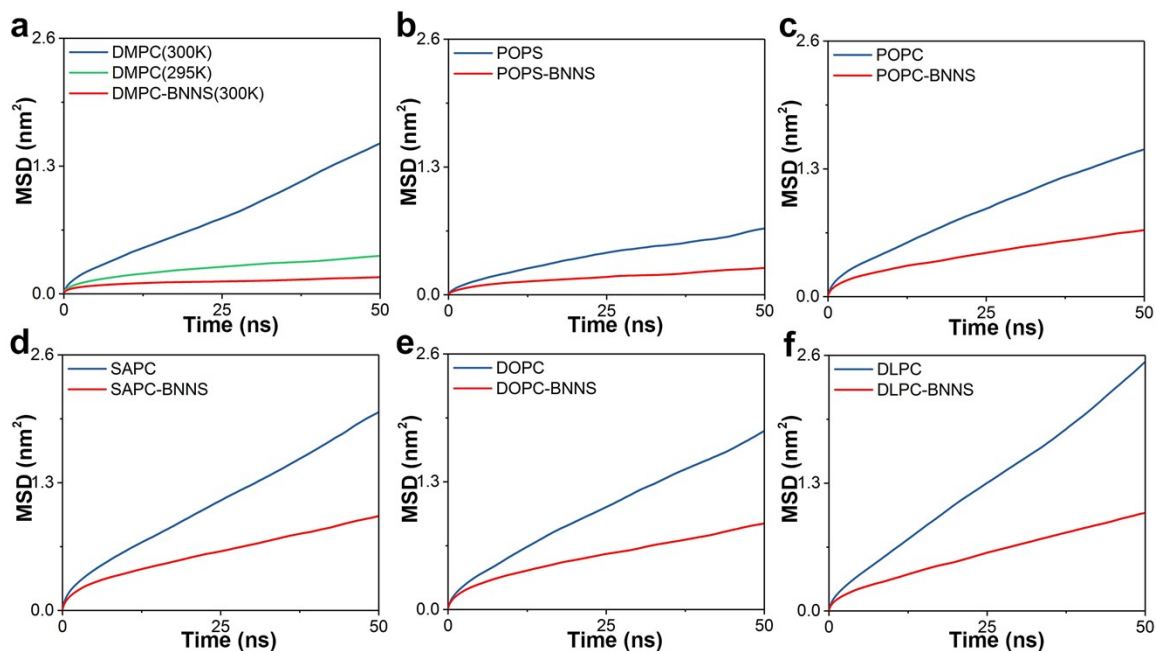 a
2.6
DMPC(300K)
DMPC(295K)
DMPC-BNNS(300K)
1.3
0.0
MSD (nm²)
0 25 50
Time (ns)
b
2.6
POPS
POPS-BNNS
1.3
0.0
MSD (nm²)
0 25 50
Time (ns)
c
2.6
POPC
POPC-BNNS
1.3
0.0
MSD (nm²)
0 25 50
Time (ns)
d
2.6
SAPC
SAPC-BNNS
1.3
0.0
MSD (nm²)
0 25 50
Time (ns)
e
2.6
DOPC
DOPC-BNNS
1.3
0.0
MSD (nm²)
0 25 50
Time (ns)
f
2.6
DLPC
DLPC-BNNS
1.3
0.0
MSD (nm²)
0 25 50
Time (ns)